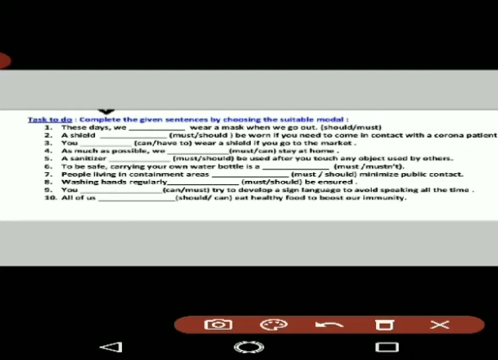 Task to do : Complete the given sentences by choosing the suitable modal :
1. These days, we __________ wear a mask when we go out. (should/must)
2. A shield ____________ (must/should ) be worn if you need to come in contact with a corona patient
3. You __________ (can/have to) wear a shield if you go to the market .
4. As much as possible, we ____________(must/can) stay at home .
5. A sanitizer ____________ (must/should) be used after you touch any object used by others.
6. To be safe, carrying your own water bottle is a ____________ (must /mustn't).
7. People living in containment areas ______________ (must / should) minimize public contact.
8. Washing hands regularly_____________ (must/should) be ensured .
9. You ______________(can/must) try to develop a sign language to avoid speaking all the time .
10. All of us ______________(should/ can) eat healthy food to boost our immunity.